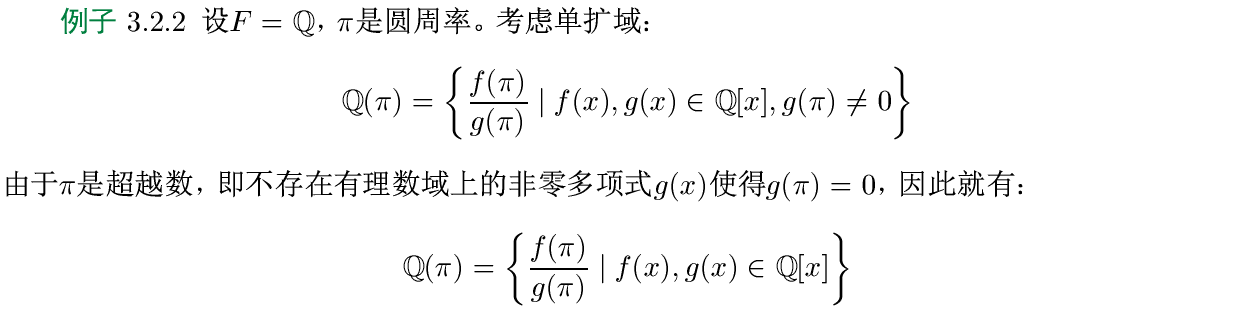 例子 3.2.2 设F = ℚ，π是圆周率。考虑单扩域：
ℚ(π) = { f(π)/g(π) | f(x), g(x) ∈ ℚ[x], g(π) ≠ 0 }
由于π是超越数，即不存在有理数域上的非零多项式g(x)使得g(π) = 0，因此就有：
ℚ(π) = { f(π)/g(π) | f(x), g(x) ∈ ℚ[x] }